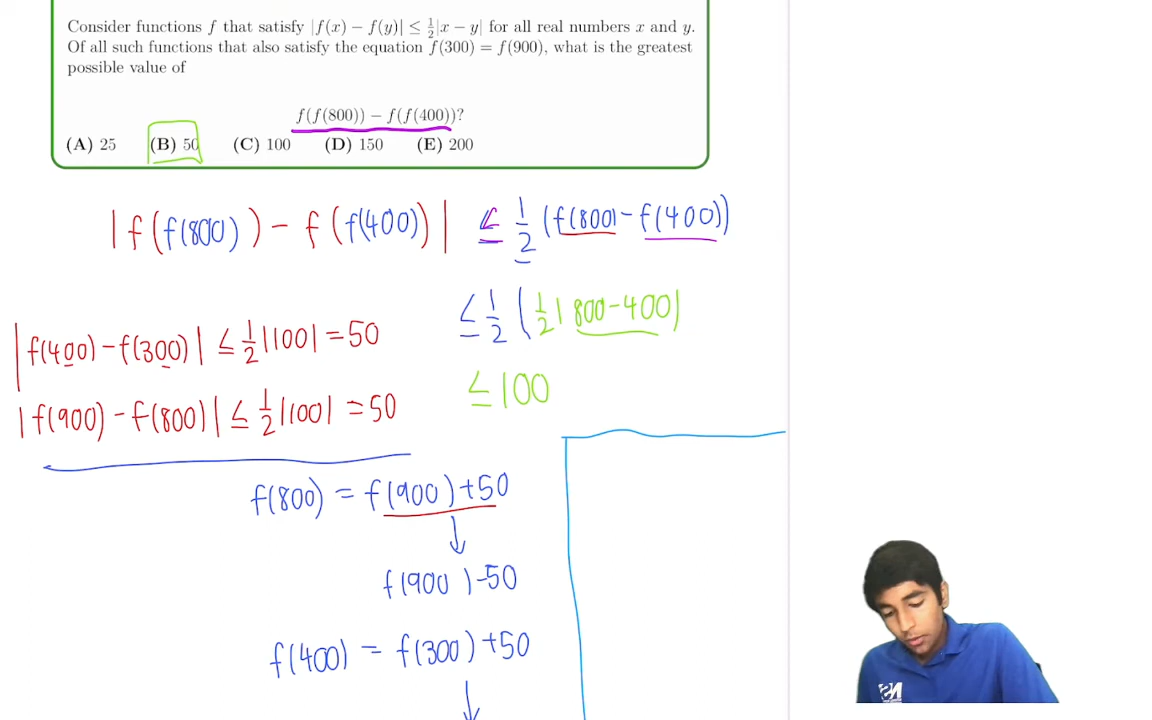 Consider functions f that satisfy |f(x) − f(y)| ≤ ½|x − y| for all real numbers x and y.
Of all such functions that also satisfy the equation f(300) = f(900), what is the greatest
possible value of
f(f(800)) − f(f(400))?
(A) 25 (B) 50 (C) 100 (D) 150 (E) 200
|f(f(800)) − f(f(400))| ≤ 1/2 (f(800) − f(400))
≤ 1/2 (1/2 | 800 − 400)
|f(400) − f(300)| ≤ 1/2 |100| = 50
≤ 100
|f(900) − f(800)| ≤ 1/2 |100| = 50
f(800) = f(900) + 50
↓
f(900) − 50
f(400) = f(300) + 50
↓